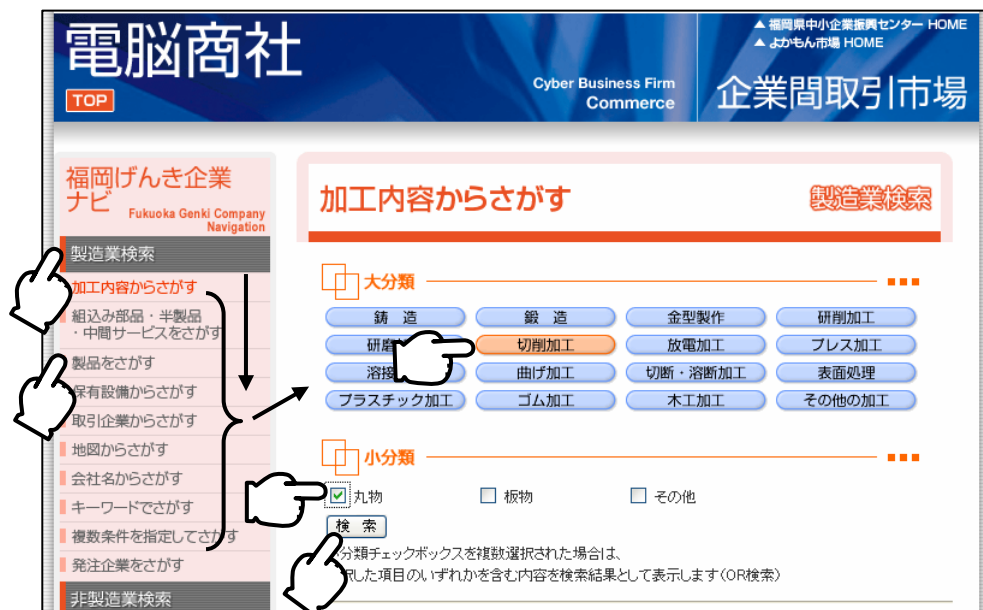 電脳商社
TOP
Cyber Business Firm
Commerce
▲ 福岡県中小企業振興センター HOME
▲ よかもん市場 HOME
企業間取引市場
福岡げんき企業
ナビ Fukuoka Genki Company
Navigation
製造業検索
加工内容からさがす
組込み部品・半製品
・中間サービスをさがす
製品をさがす
保有設備からさがす
取引企業からさがす
地図からさがす
会社名からさがす
キーワードでさがす
複数条件を指定してさがす
発注企業をさがす
非製造業検索
加工内容からさがす 製造業検索
大分類
鋳 造 鍛 造 金型製作 研削加工
研磨 切削加工 放電加工 プレス加工
溶接 曲げ加工 切断・溶断加工 表面処理
プラスチック加工 ゴム加工 木工加工 その他の加工
小分類
丸物 板物 その他
検 索
分類チェックボックスを複数選択された場合は、
した項目のいずれかを含む内容を検索結果として表示します(OR検索)